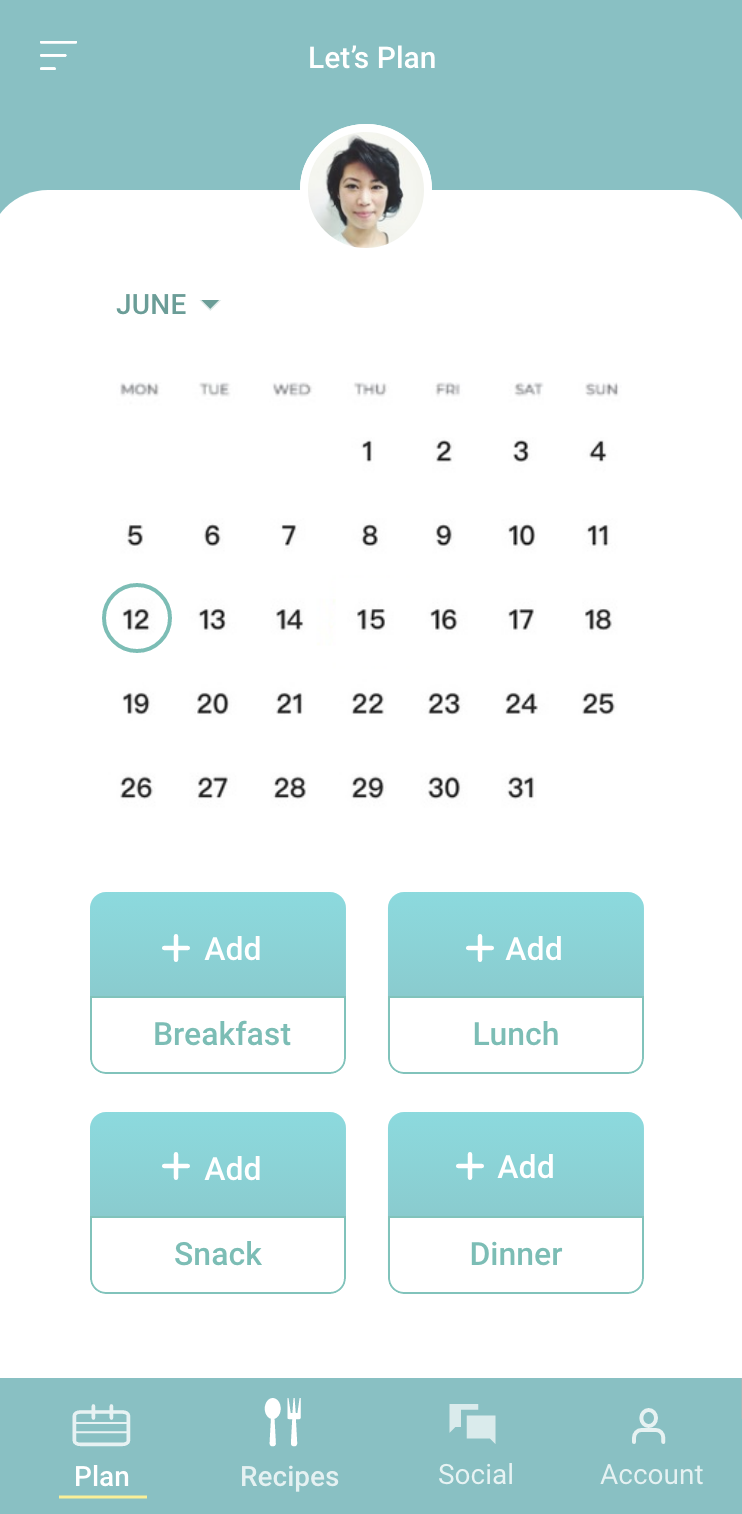 Let’s Plan
JUNE
MON TUE WED THU FRI SAT SUN
1 2 3 4
5 6 7 8 9 10 11
12 13 14 15 16 17 18
19 20 21 22 23 24 25
26 27 28 29 30 31
Add Add
Breakfast Lunch
Add Add
Snack Dinner
Plan Recipes Social Account